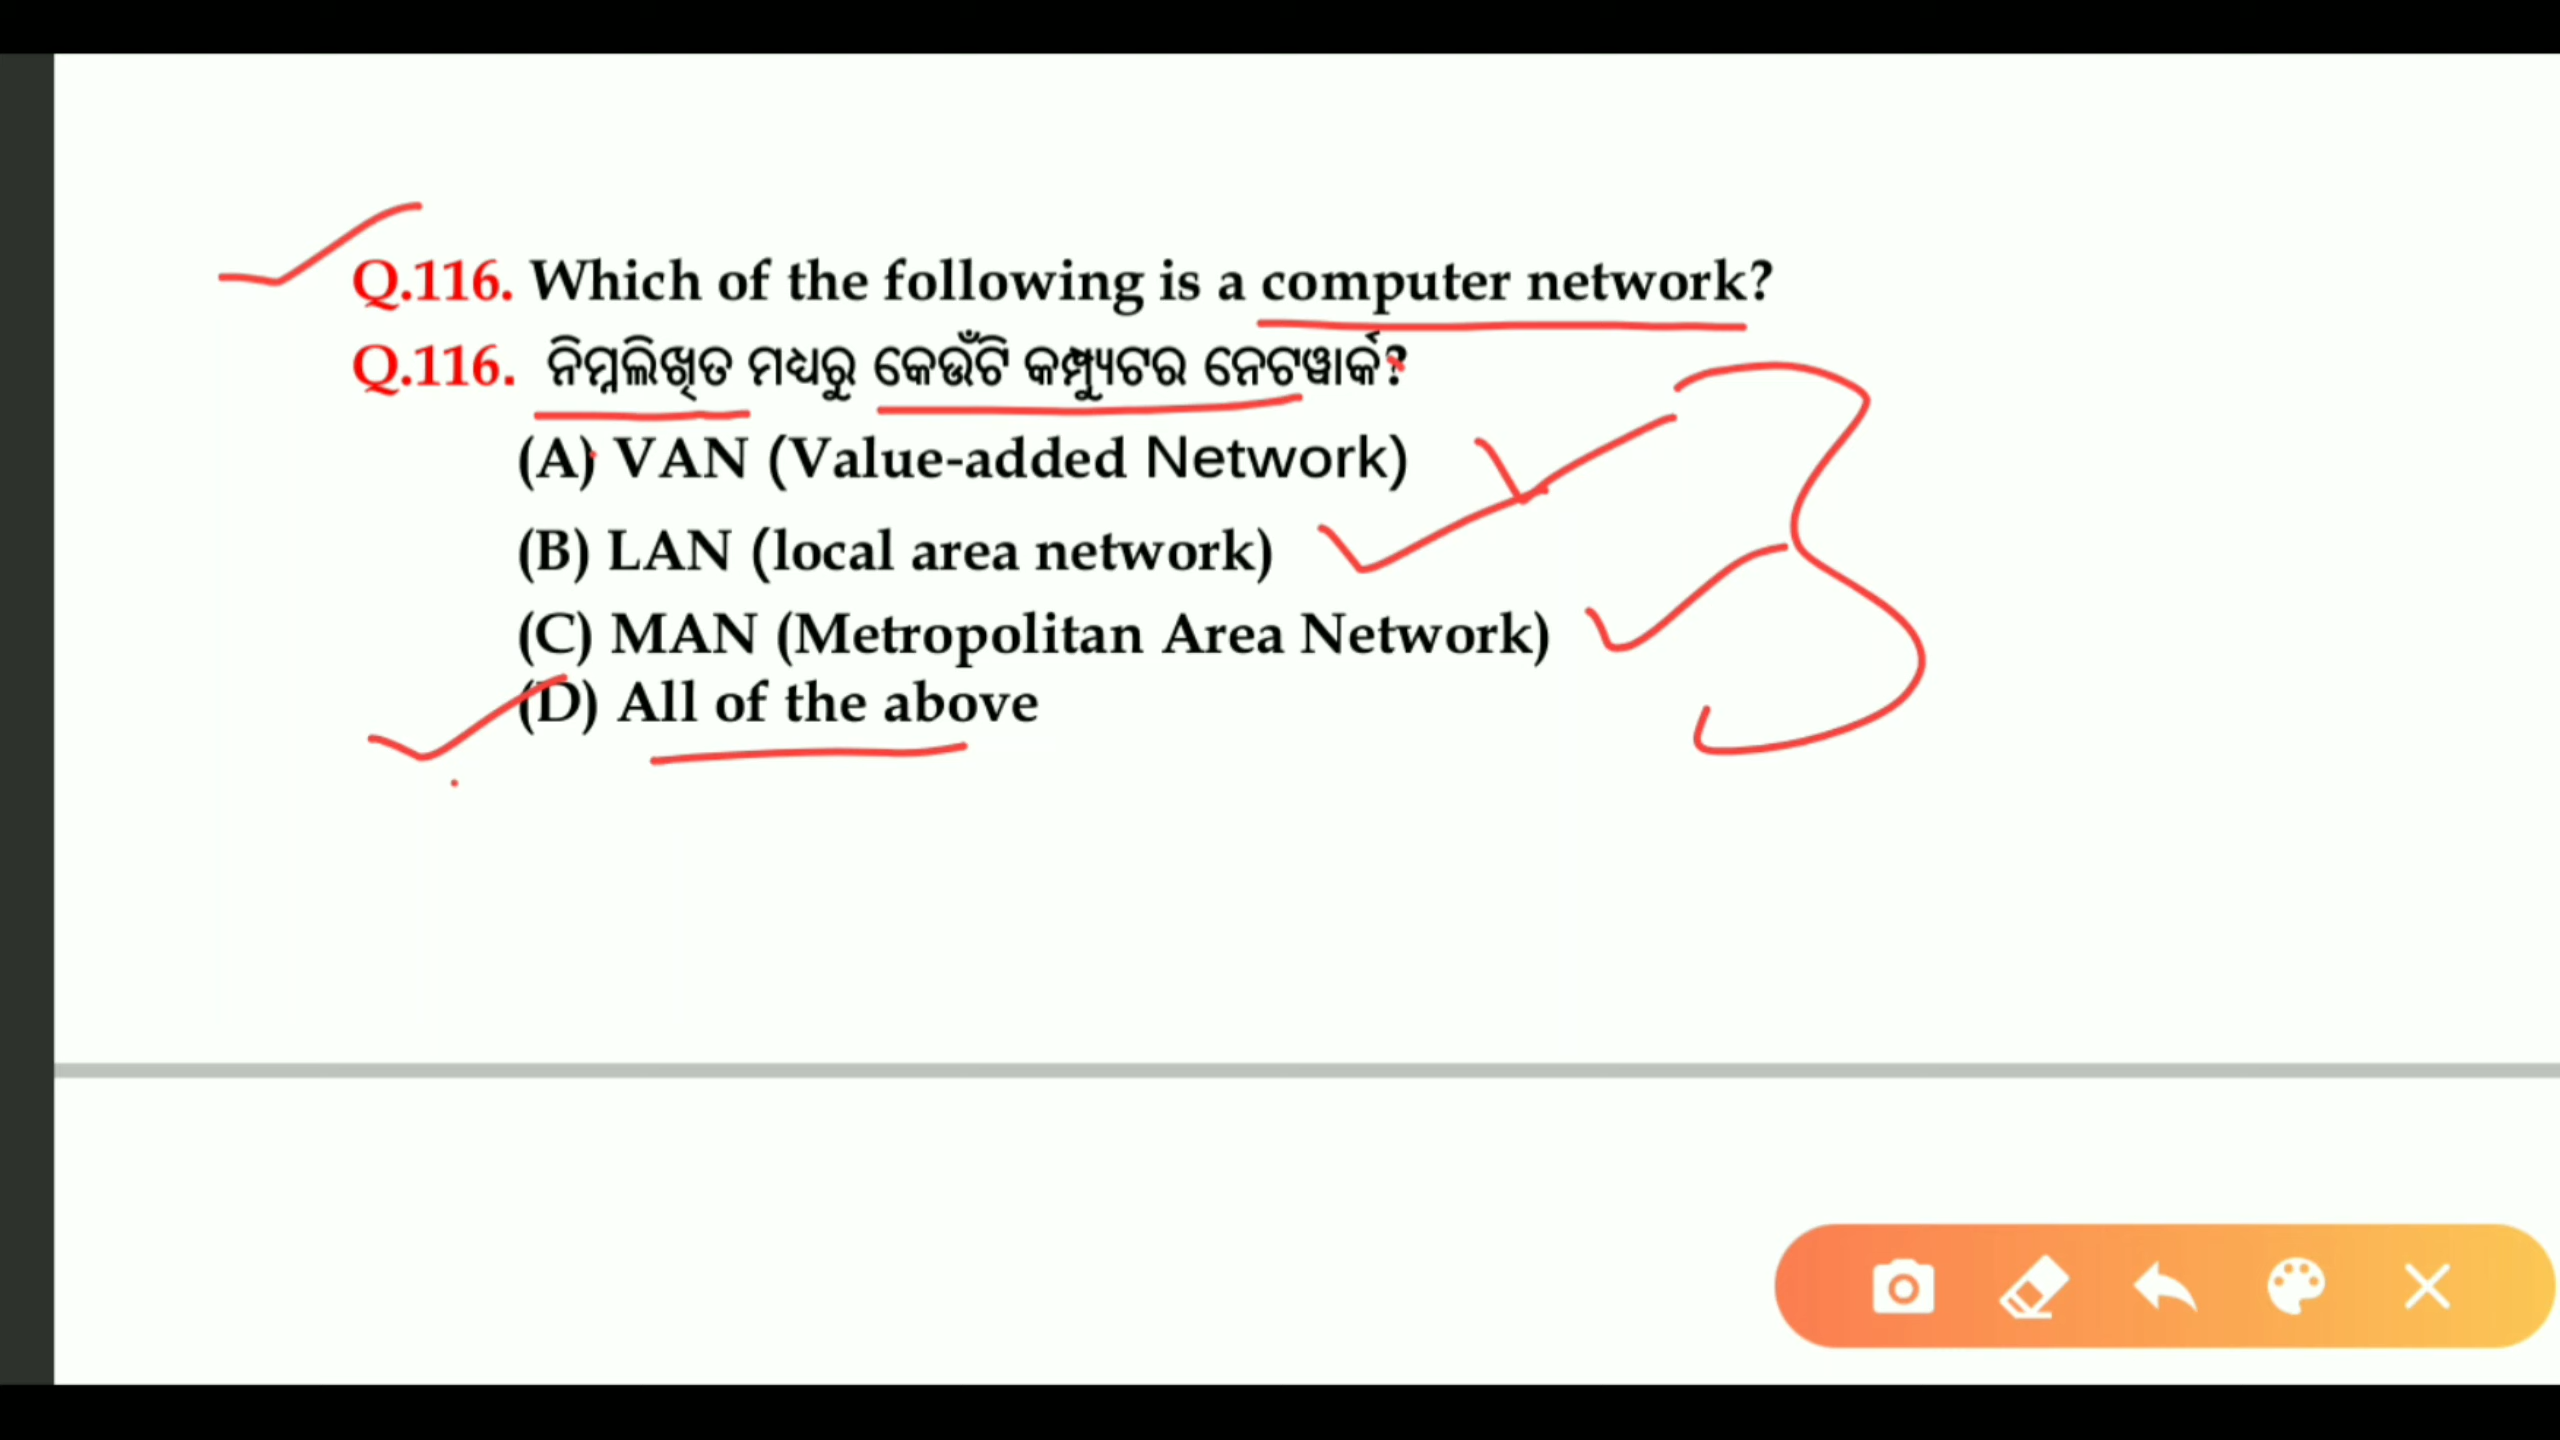 Q.116. Which of the following is a computer network?
Q.116. ନିମ୍ନଲିଖିତ ମଧ୍ୟରୁ କେଉଁଟି କମ୍ପ୍ୟୁଟର ନେଟୱାର୍କ?
(A) VAN (Value-added Network)
(B) LAN (local area network)
(C) MAN (Metropolitan Area Network)
(D) All of the above